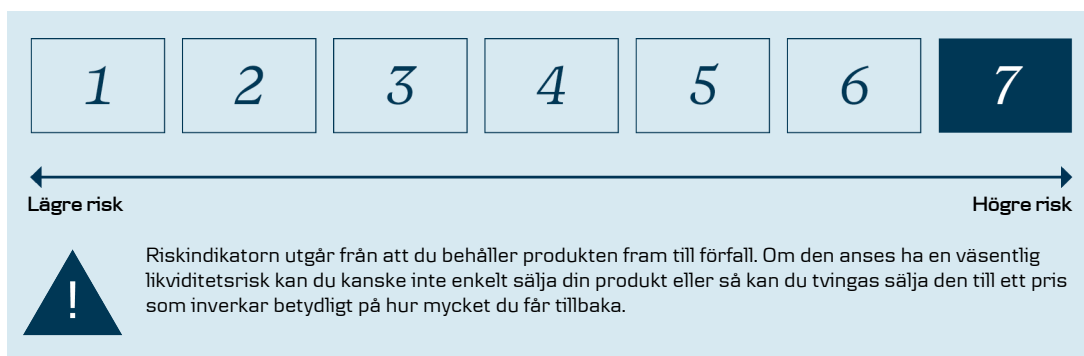 1 2 3 4 5 6 7
Lägre risk Högre risk
Riskindikatorn utgår från att du behåller produkten fram till förfall. Om den anses ha en väsentlig
likviditetsrisk kan du kanske inte enkelt sälja din produkt eller så kan du tvingas sälja den till ett pris
som inverkar betydligt på hur mycket du får tillbaka.
!